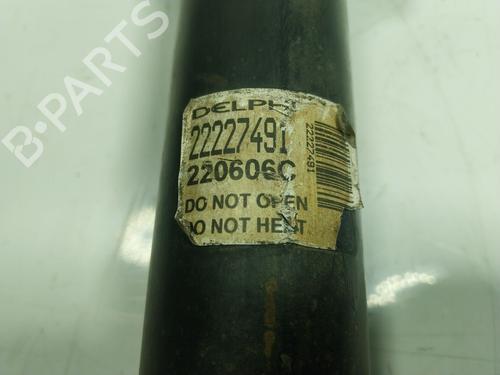 B-PARTS
DELPHI
22227491
220606C
DO NOT OPEN
DO NOT HEAT
22227491